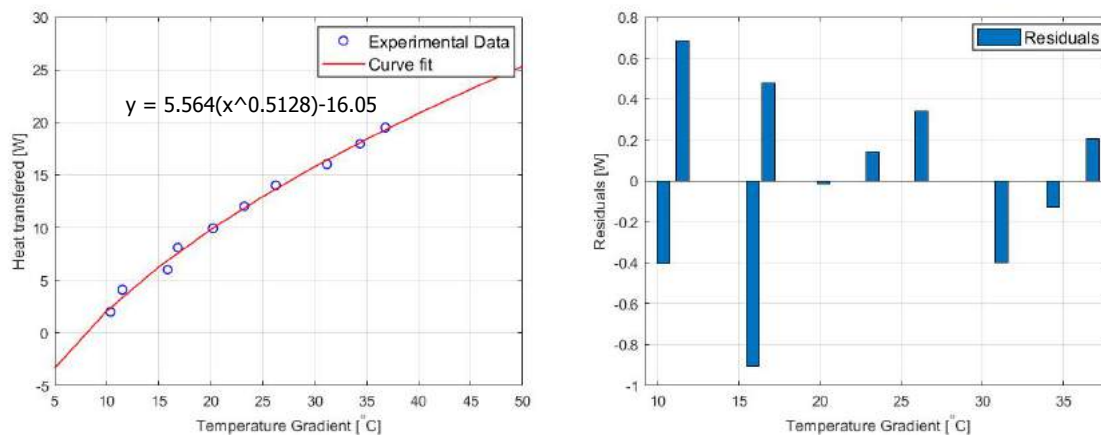 30
25
20
15
10
5
0
-5
Heat transfered [W]
Experimental Data
Curve fit
y = 5.564(x^0.5128)-16.05
5 10 15 20 25 30 35 40 45 50
Temperature Gradient [°C]
0.8
0.6
0.4
0.2
0
-0.2
-0.4
-0.6
-0.8
-1
Residuals [W]
Residuals
10 15 20 25 30 35
Temperature Gradient [°C]